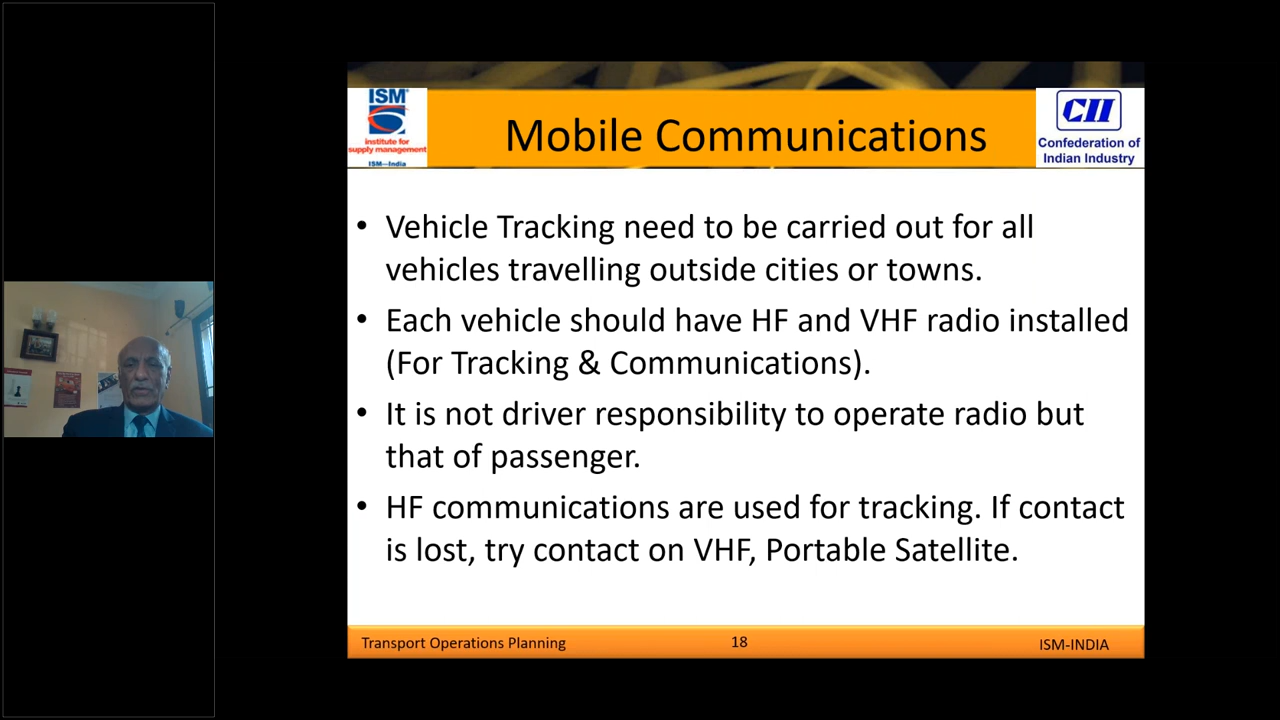 ISM
institute for
supply management
ISM—India
Mobile Communications
CII
Confederation of
Indian Industry
• Vehicle Tracking need to be carried out for all
vehicles travelling outside cities or towns.
• Each vehicle should have HF and VHF radio installed
(For Tracking & Communications).
• It is not driver responsibility to operate radio but
that of passenger.
• HF communications are used for tracking. If contact
is lost, try contact on VHF, Portable Satellite.
Transport Operations Planning
18
ISM-INDIA